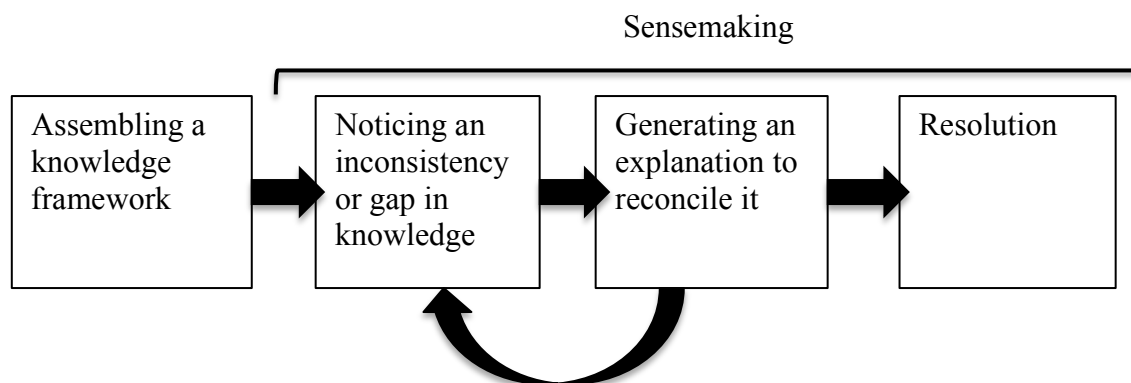 Sensemaking
Assembling a
knowledge
framework
Noticing an
inconsistency
or gap in
knowledge
Generating an
explanation to
reconcile it
Resolution